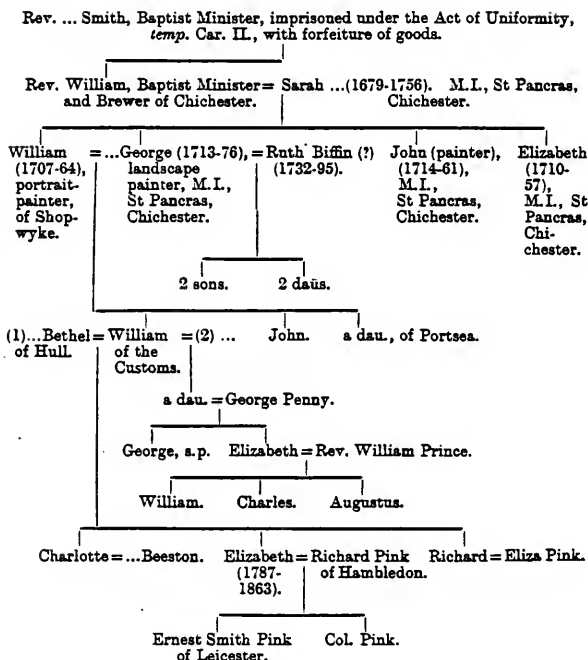 Rev. ... Smith, Baptist Minister, imprisoned under the Act of Uniformity,
temp. Car. II., with forfeiture of goods.
Rev. William, Baptist Minister = Sarah ...(1679-1756). M.I., St Pancras,
and Brewer of Chichester. Chichester.
William = ...George (1713-76), = Ruth Biffin (?) John (painter), Elizabeth
(1707-64), landscape (1732-95). (1714-61), (1710-
portrait- painter, M.I., M.I., 57),
painter, St Pancras, St Pancras, M.I., St
of Shop- Chichester. Chichester. Pancras,
wyke. Chi-
chester.
2 sons. 2 daüs.
(1)...Bethel = William = (2) ... John. a dau., of Portsea.
of Hull. of the
Customs.
a dau. = George Penny.
George, s.p. Elizabeth = Rev. William Prince.
William. Charles. Augustus.
Charlotte = ...Beeston. Elizabeth = Richard Pink Richard = Eliza Pink.
(1787- of Hambledon.
1863).
Ernest Smith Pink Col. Pink.
of Leicester.